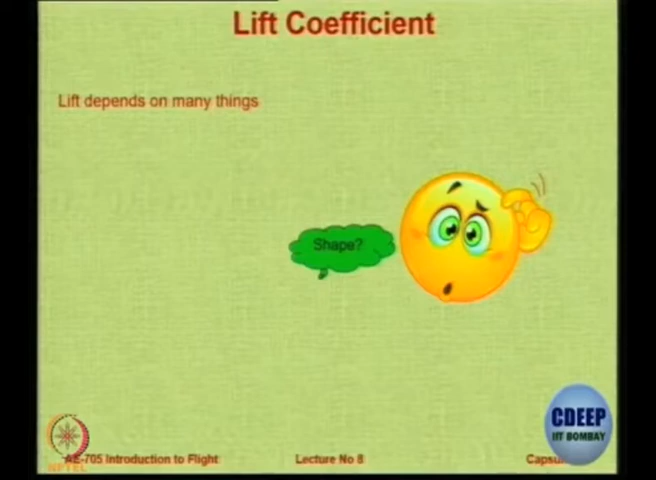 Lift Coefficient
Lift depends on many things
Shape?
CDEEP
IIT BOMBAY
NPTEL
AE-705 Introduction to Flight
Lecture No 8